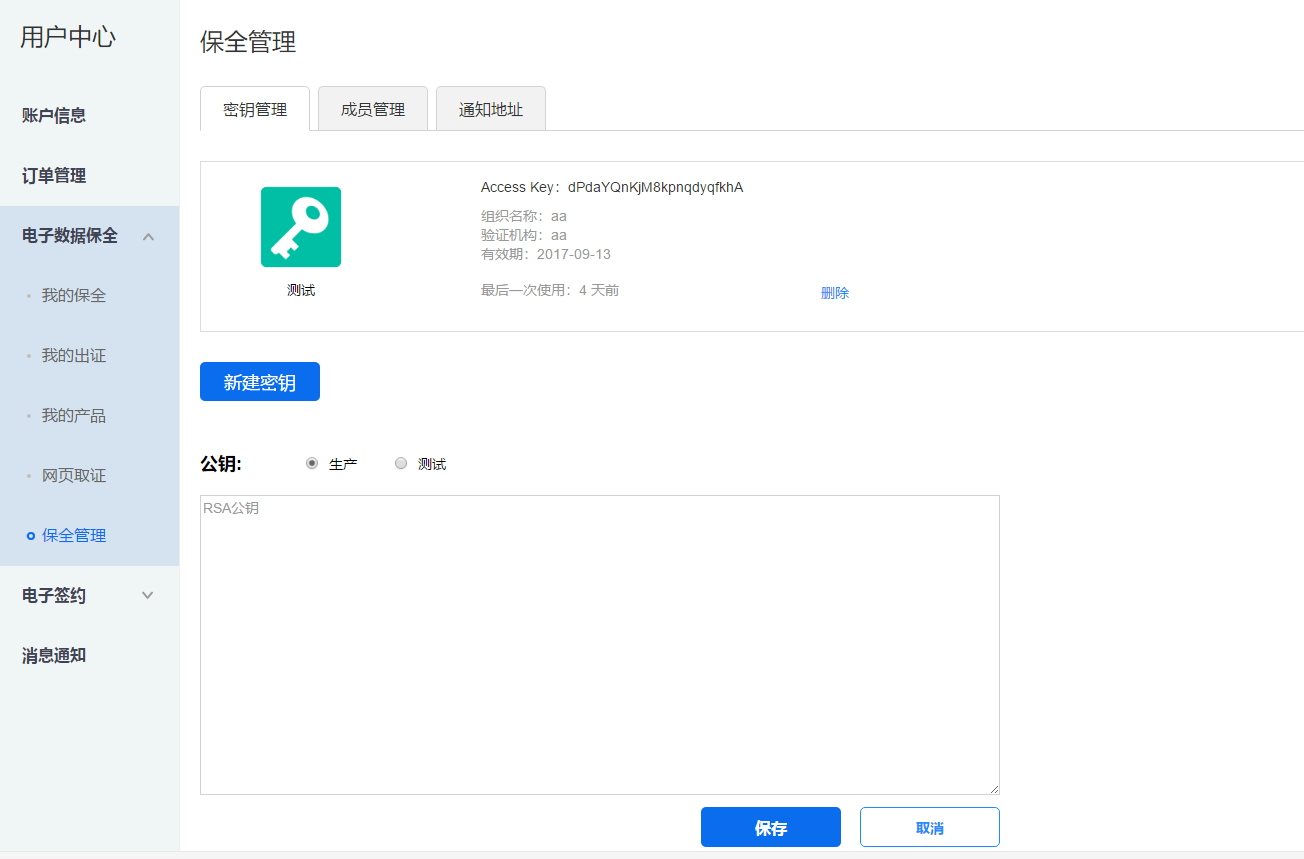 用户中心
账户信息
订单管理
电子数据保全
我的保全
我的出证
我的产品
网页取证
保全管理
电子签约
消息通知
保全管理
密钥管理
成员管理
通知地址
测试
Access Key：dPdaYQnKjM8kpnqdyqfkhA
组织名称：aa
验证机构：aa
有效期：2017-09-13
最后一次使用：4 天前
删除
新建密钥
公钥:
生产
测试
RSA公钥
保存
取消